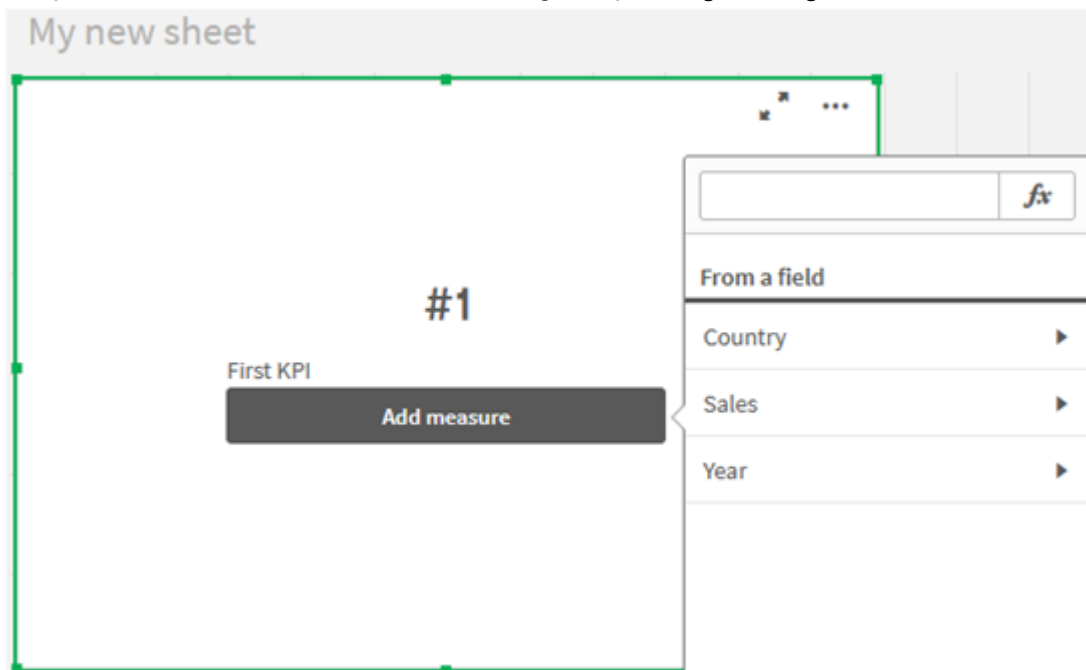 My new sheet
...
fx
From a field
#1
Country
First KPI
Add measure
Sales
Year